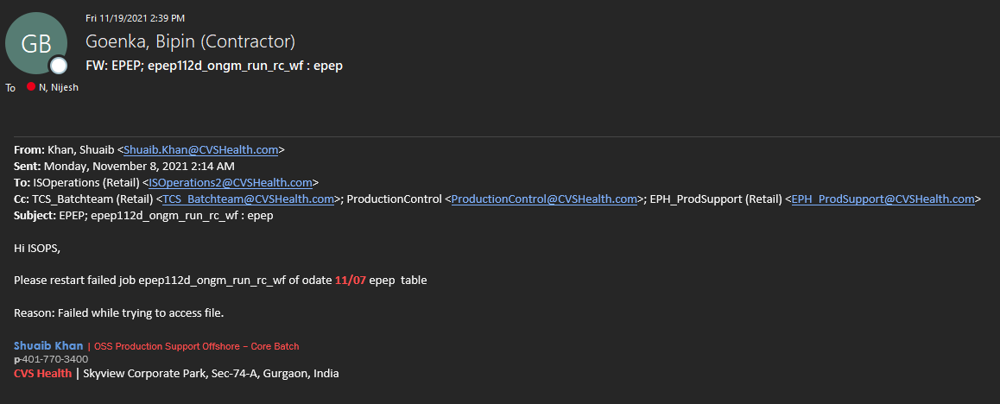 Fri 11/19/2021 2:39 PM
GB
Goenka, Bipin (Contractor)
FW: EPEP; epep112d_ongm_run_rc_wf : epep
To N, Nijesh
From: Khan, Shuaib <Shuaib.Khan@CVSHealth.com>
Sent: Monday, November 8, 2021 2:14 AM
To: ISOperations (Retail) <ISOperations2@CVSHealth.com>
Cc: TCS_Batchteam (Retail) <TCS_Batchteam@CVSHealth.com>; ProductionControl <ProductionControl@CVSHealth.com>; EPH_ProdSupport (Retail) <EPH_ProdSupport@CVSHealth.com>
Subject: EPEP; epep112d_ongm_run_rc_wf : epep
Hi ISOPS,
Please restart failed job epep112d_ongm_run_rc_wf of odate 11/07 epep table
Reason: Failed while trying to access file.
Shuaib Khan | OSS Production Support Offshore – Core Batch
p-401-770-3400
CVS Health | Skyview Corporate Park, Sec-74-A, Gurgaon, India